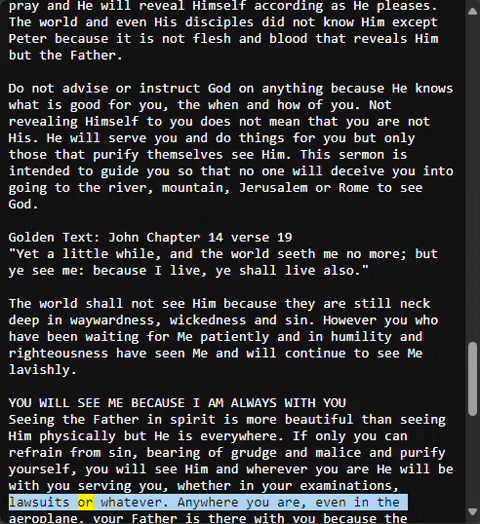 pray and He will reveal Himself according as He pleases.
The world and even His disciples did not know Him except
Peter because it is not flesh and blood that reveals Him
but the Father.
Do not advise or instruct God on anything because He knows
what is good for you, the when and how of you. Not
revealing Himself to you does not mean that you are not
His. He will serve you and do things for you but only
those that purify themselves see Him. This sermon is
intended to guide you so that no one will deceive you into
going to the river, mountain, Jerusalem or Rome to see
God.
Golden Text: John Chapter 14 verse 19
"Yet a little while, and the world seeth me no more; but
ye see me: because I live, ye shall live also."
The world shall not see Him because they are still neck
deep in waywardness, wickedness and sin. However you who
have been waiting for Me patiently and in humility and
righteousness have seen Me and will continue to see Me
lavishly.
YOU WILL SEE ME BECAUSE I AM ALWAYS WITH YOU
Seeing the Father in spirit is more beautiful than seeing
Him physically but He is everywhere. If only you can
refrain from sin, bearing of grudge and malice and purify
yourself, you will see Him and wherever you are He will be
with you serving you, whether in your examinations,
lawsuits or whatever. Anywhere you are, even in the
aeroplane, your Father is there with you because the